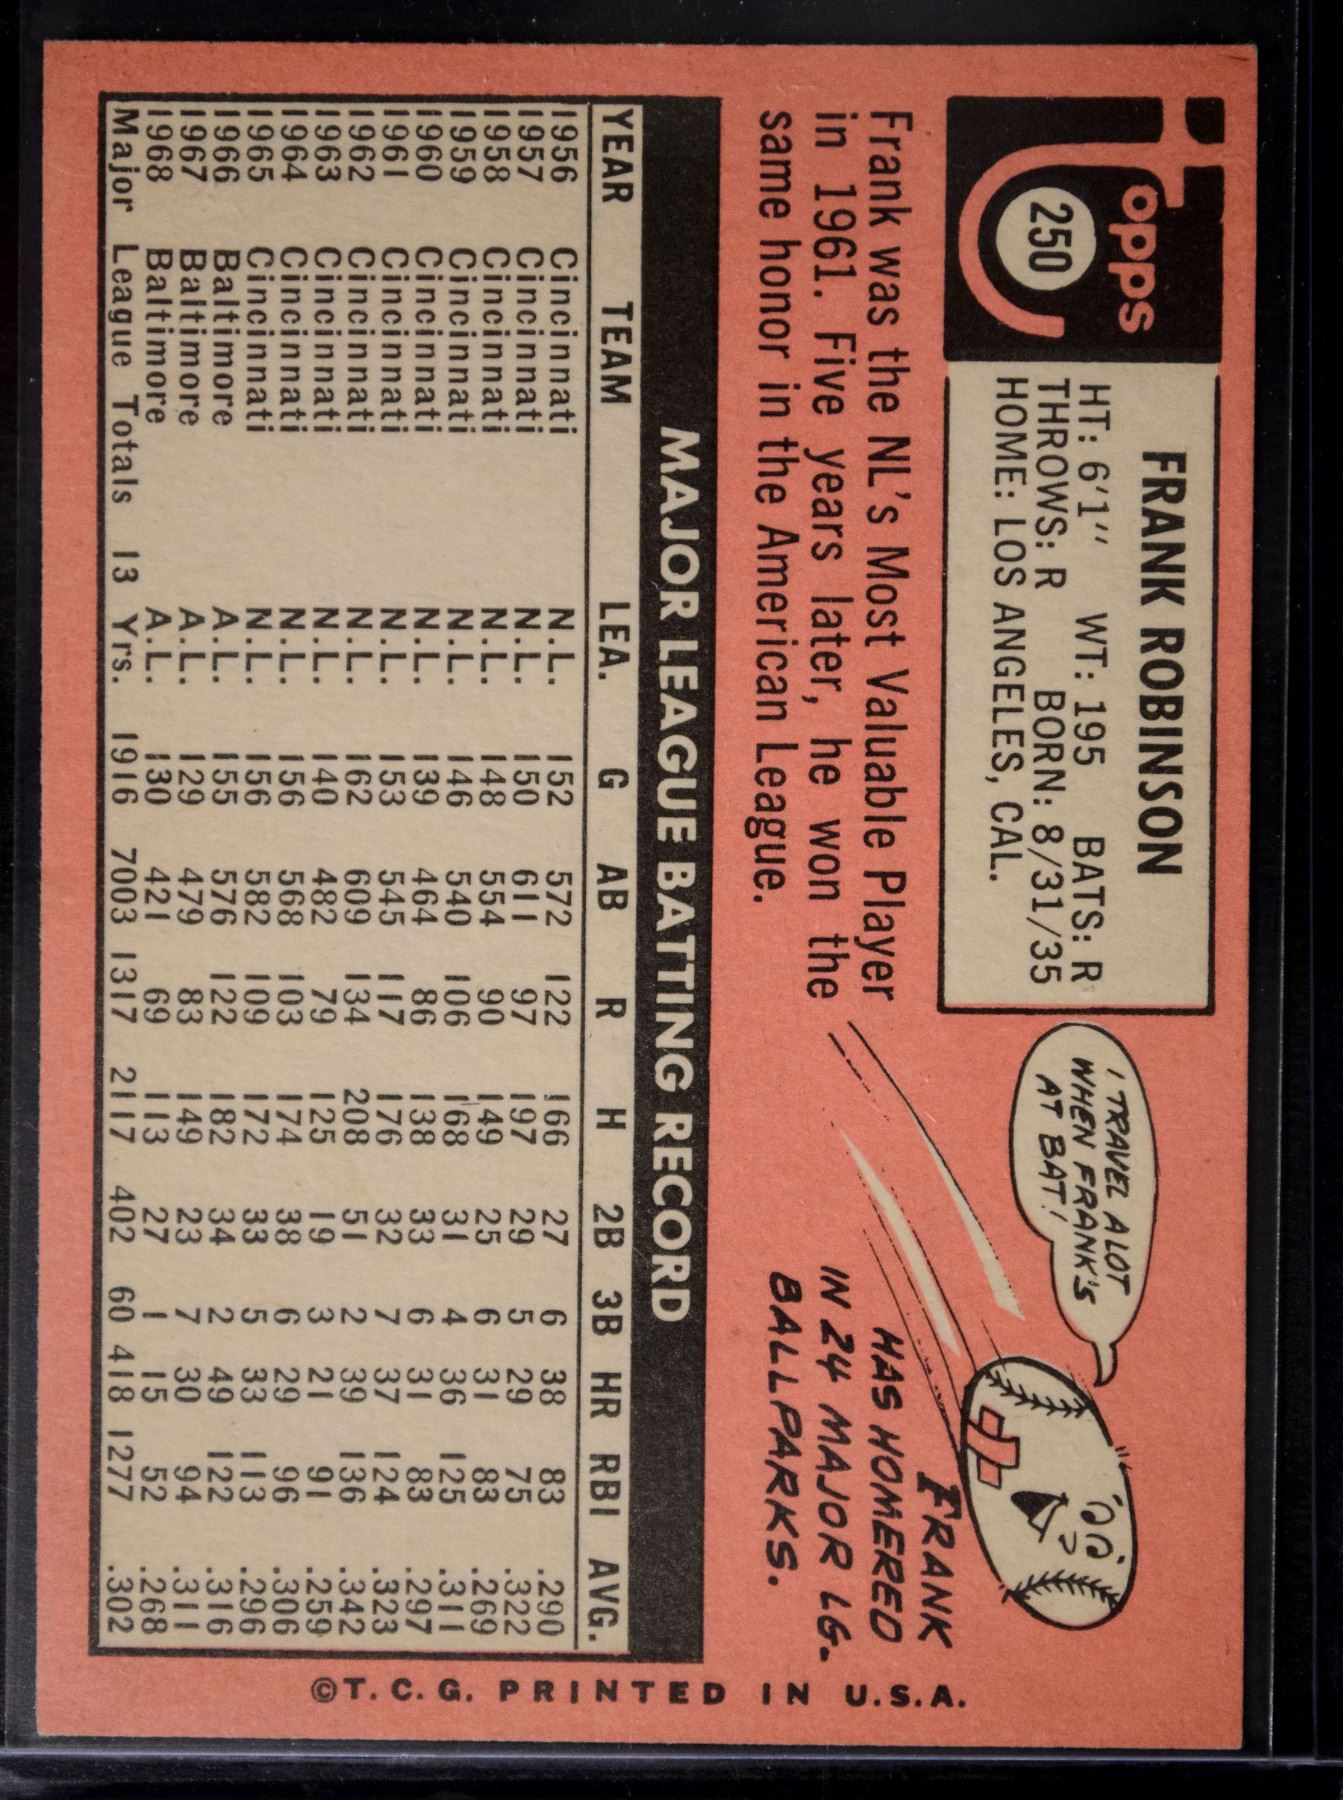 Topps
250
FRANK ROBINSON
HT: 6'1" WT: 195 BATS: R
THROWS: R BORN: 8/31/35
HOME: LOS ANGELES, CAL.
I TRAVEL A LOT
WHEN FRANK'S
AT BAT!
Frank was the NL's Most Valuable Player
in 1961. Five years later, he won the
same honor in the American League.
FRANK
HAS HOMERED
IN 24 MAJOR LG.
BALLPARKS.
MAJOR LEAGUE BATTING RECORD
YEAR TEAM LEA. G AB R H 2B 3B HR RBI AVG.
1956 Cincinnati N.L. 152 572 122 166 27 6 38 83 .290
1957 Cincinnati N.L. 150 611 97 197 29 5 29 75 .322
1958 Cincinnati N.L. 148 554 90 149 25 6 31 83 .269
1959 Cincinnati N.L. 146 540 106 168 31 4 36 125 .311
1960 Cincinnati N.L. 139 464 86 138 33 6 31 83 .297
1961 Cincinnati N.L. 153 545 117 176 32 7 37 124 .323
1962 Cincinnati N.L. 162 609 134 208 51 2 39 136 .342
1963 Cincinnati N.L. 140 482 79 125 19 3 21 91 .259
1964 Cincinnati N.L. 156 568 103 174 38 6 29 96 .306
1965 Cincinnati N.L. 156 582 109 172 33 5 33 113 .296
1966 Baltimore A.L. 155 576 122 182 34 2 49 122 .316
1967 Baltimore A.L. 129 479 83 149 23 7 30 94 .311
1968 Baltimore A.L. 130 421 69 113 27 1 15 52 .268
Major League Totals 13 Yrs. 1916 7003 1317 2117 402 60 418 1277 .302
©T.C.G. PRINTED IN U.S.A.